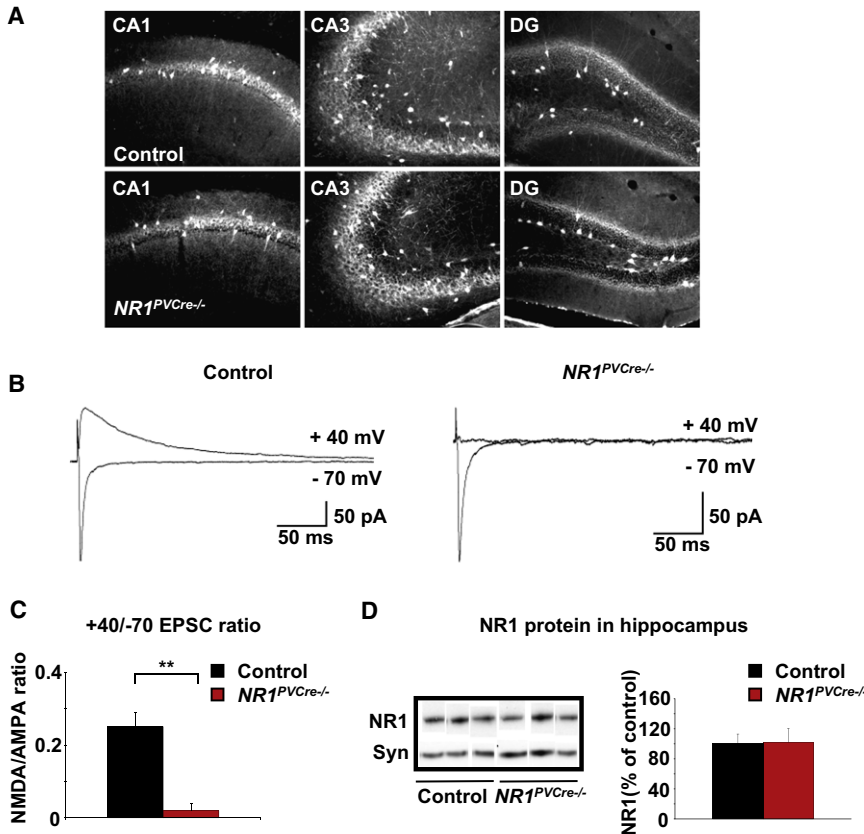 A
CA1
CA3
DG
Control
CA1
CA3
DG
NR1PVCre-/-
B
Control
NR1PVCre-/-
+ 40 mV
- 70 mV
50 pA
50 ms
+ 40 mV
- 70 mV
50 pA
50 ms
C
+40/-70 EPSC ratio
NMDA/AMPA ratio
0.4
0.2
0
**
Control
NR1PVCre-/-
D
NR1 protein in hippocampus
NR1
Syn
Control
NR1PVCre-/-
NR1(% of control)
160
120
80
40
0
Control
NR1PVCre-/-